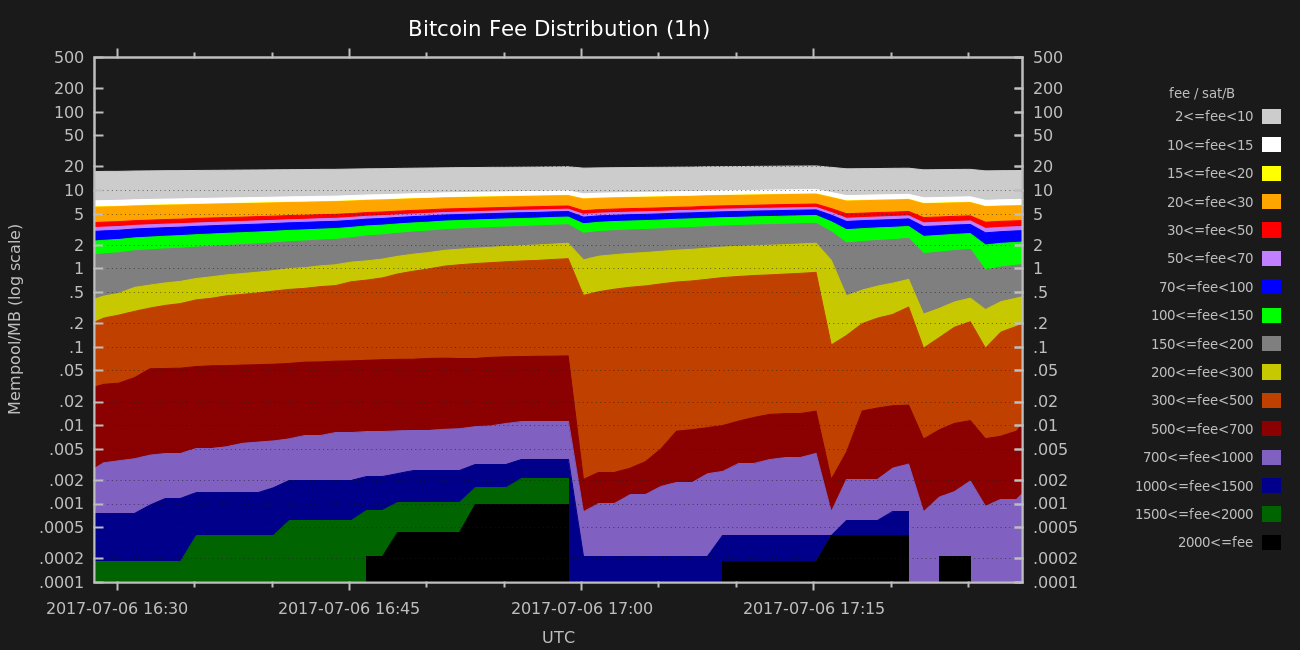 Bitcoin Fee Distribution (1h)
Mempool/MB (log scale)
500
200
100
50
20
10
5
2
1
.5
.2
.1
.05
.02
.01
.005
.002
.001
.0005
.0002
.0001
500
200
100
50
20
10
5
2
1
.5
.2
.1
.05
.02
.01
.005
.002
.001
.0005
.0002
.0001
2017-07-06 16:30
2017-07-06 16:45
2017-07-06 17:00
2017-07-06 17:15
UTC
fee / sat/B
2<=fee<10
10<=fee<15
15<=fee<20
20<=fee<30
30<=fee<50
50<=fee<70
70<=fee<100
100<=fee<150
150<=fee<200
200<=fee<300
300<=fee<500
500<=fee<700
700<=fee<1000
1000<=fee<1500
1500<=fee<2000
2000<=fee